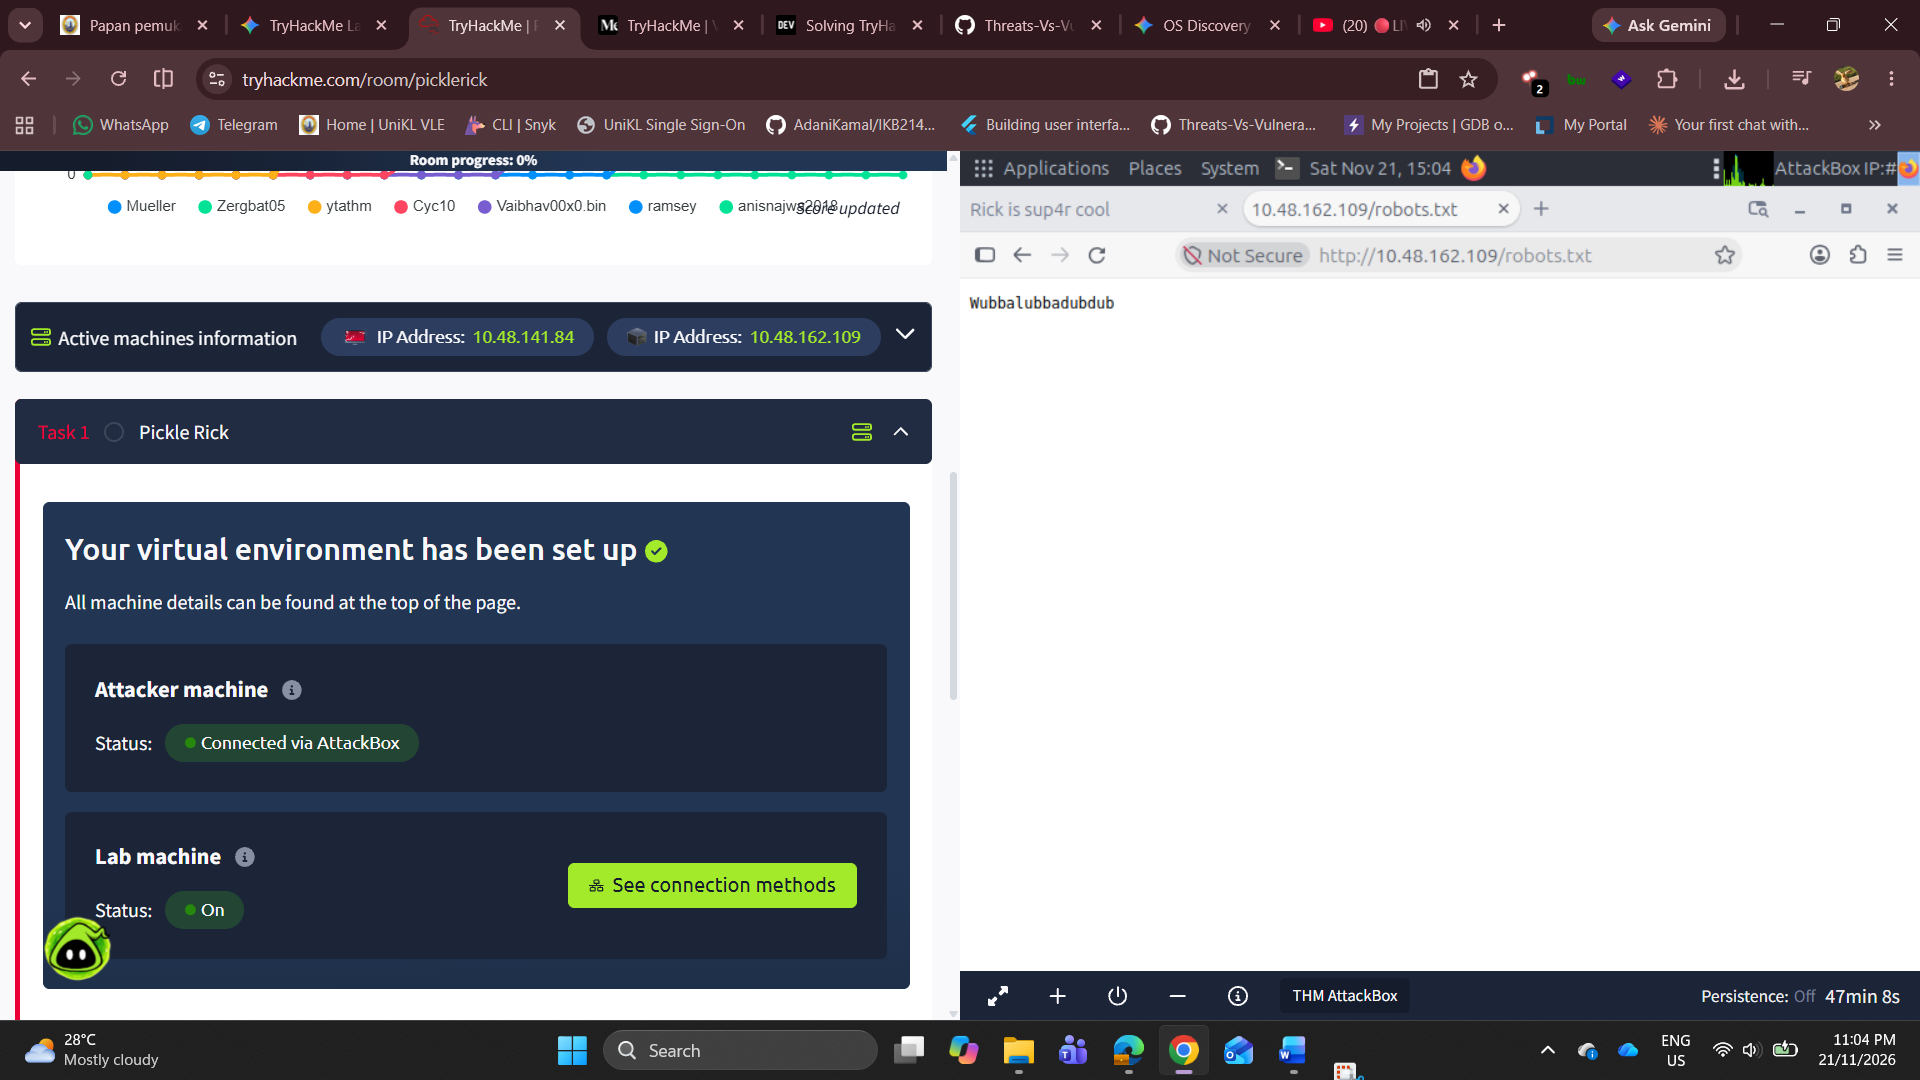 Papan pemuk
TryHackMe La
TryHackMe | P
TryHackMe | V
DEV
Solving TryHa
Threats-Vs-Vu
OS Discovery
(20)
LIV
Ask Gemini
tryhackme.com/room/picklerick
2
bw
WhatsApp
Telegram
Home | UniKL VLE
CLI | Snyk
UniKL Single Sign-On
AdaniKamal/IKB214...
Building user interfa...
Threats-Vs-Vulnera...
My Projects | GDB o...
My Portal
Your first chat with...
Room progress: 0%
0
Mueller
Zergbat05
ytathm
Cyc10
Vaibhav00x0.bin
ramsey
anisnajwa2018
Score updated
Active machines information
IP Address: 10.48.141.84
IP Address: 10.48.162.109
Task 1
Pickle Rick
Your virtual environment has been set up
All machine details can be found at the top of the page.
Attacker machine
Status:
Connected via AttackBox
Lab machine
Status:
On
See connection methods
Applications
Places
System
Sat Nov 21, 15:04
AttackBox IP:#
Rick is sup4r cool
10.48.162.109/robots.txt
Not Secure
http://10.48.162.109/robots.txt
Wubbalubbadubdub
THM AttackBox
Persistence: Off
47min 8s
28°C
Mostly cloudy
Search
ENG
US
11:04 PM
21/11/2026